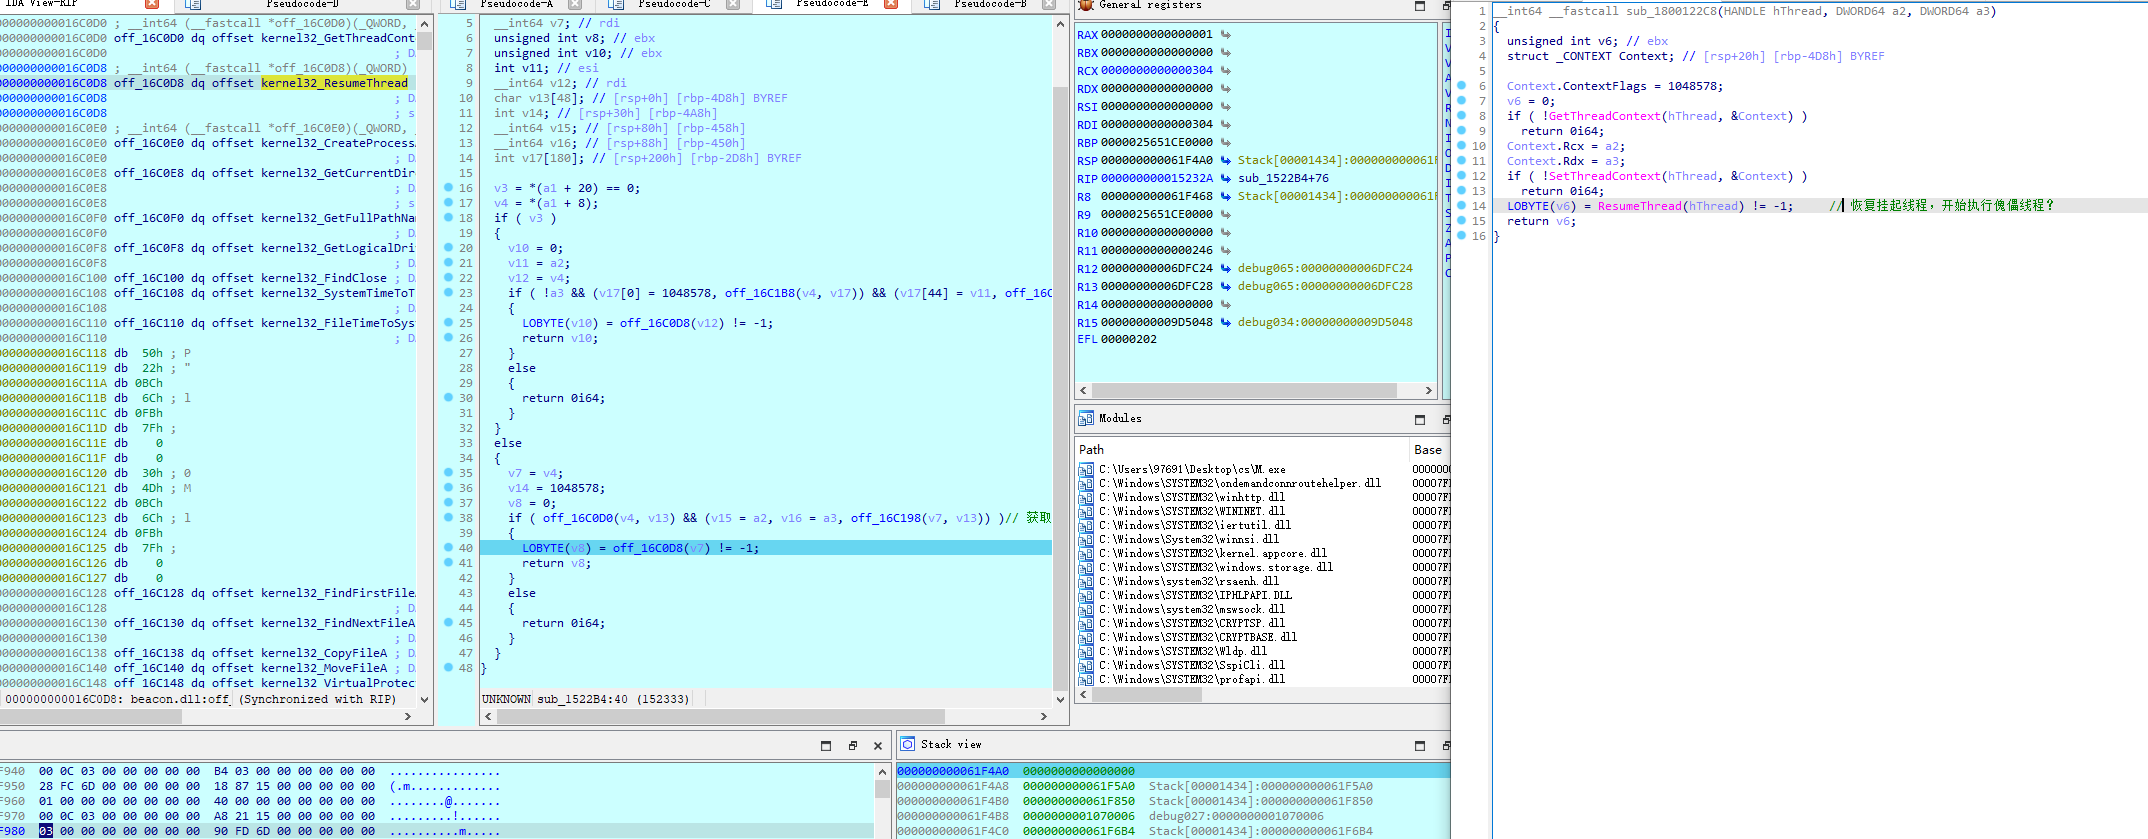 IDA View-RIP
Pseudocode-D
Pseudocode-A
Pseudocode-C
Pseudocode-E
Pseudocode-B
000000000016C0D0 ; __int64 (__fastcall *off_16C0D0)(_QWORD,
000000000016C0D0 off_16C0D0 dq offset kernel32_GetThreadCont
000000000016C0D0 ; D
000000000016C0D8 ; __int64 (__fastcall *off_16C0D8)(_QWORD)
000000000016C0D8 off_16C0D8 dq offset kernel32_ResumeThread
000000000016C0D8 ; D
000000000016C0D8 ; s
000000000016C0E0 ; __int64 (__fastcall *off_16C0E0)(_QWORD,
000000000016C0E0 off_16C0E0 dq offset kernel32_CreateProcess
000000000016C0E0 ; D
000000000016C0E8 off_16C0E8 dq offset kernel32_GetCurrentDir
000000000016C0E8 ; D
000000000016C0E8 ; s
000000000016C0F0 off_16C0F0 dq offset kernel32_GetFullPathNa
000000000016C0F0 ; D
000000000016C0F8 off_16C0F8 dq offset kernel32_GetLogicalDri
000000000016C0F8 ; D
000000000016C100 off_16C100 dq offset kernel32_FindClose ; D
000000000016C108 off_16C108 dq offset kernel32_SystemTimeToT
000000000016C108 ; D
000000000016C110 off_16C110 dq offset kernel32_FileTimeToSys
000000000016C110 ; D
000000000016C118 db 50h ; P
000000000016C119 db 22h ; "
000000000016C11A db 0BCh
000000000016C11B db 6Ch ; l
000000000016C11C db 0FBh
000000000016C11D db 7Fh ;
000000000016C11E db 0
000000000016C11F db 0
000000000016C120 db 30h ; 0
000000000016C121 db 4Dh ; M
000000000016C122 db 0BCh
000000000016C123 db 6Ch ; l
000000000016C124 db 0FBh
000000000016C125 db 7Fh ;
000000000016C126 db 0
000000000016C127 db 0
000000000016C128 off_16C128 dq offset kernel32_FindFirstFile
000000000016C128 ; D
000000000016C130 off_16C130 dq offset kernel32_FindNextFileA
000000000016C130 ; D
000000000016C138 off_16C138 dq offset kernel32_CopyFileA ; D
000000000016C140 off_16C140 dq offset kernel32_MoveFileA ; D
000000000016C148 off_16C148 dq offset kernel32_VirtualProtec
000000000016C0D8: beacon.dll:off_ (Synchronized with RIP)
5 __int64 v7; // rdi
6 unsigned int v8; // ebx
7 unsigned int v10; // ebx
8 int v11; // esi
9 __int64 v12; // rdi
10 char v13[48]; // [rsp+0h] [rbp-4D8h] BYREF
11 int v14; // [rsp+30h] [rbp-4A8h]
12 __int64 v15; // [rsp+80h] [rbp-458h]
13 __int64 v16; // [rsp+88h] [rbp-450h]
14 int v17[180]; // [rsp+200h] [rbp-2D8h] BYREF
15
16 v3 = *(a1 + 20) == 0;
17 v4 = *(a1 + 8);
18 if ( v3 )
19 {
20 v10 = 0;
21 v11 = a2;
22 v12 = v4;
23 if ( !a3 && (v17[0] = 1048578, off_16C1B8(v4, v17)) && (v17[44] = v11, off_16C
24 {
25 LOBYTE(v10) = off_16C0D8(v12) != -1;
26 return v10;
27 }
28 else
29 {
30 return 0i64;
31 }
32 }
33 else
34 {
35 v7 = v4;
36 v14 = 1048578;
37 v8 = 0;
38 if ( off_16C0D0(v4, v13) && (v15 = a2, v16 = a3, off_16C198(v7, v13)) )// 获取
39 {
40 LOBYTE(v8) = off_16C0D8(v7) != -1;
41 return v8;
42 }
43 else
44 {
45 return 0i64;
46 }
47 }
48 }
UNKNOWN sub_1522B4:40 (152333)
General registers
RAX 0000000000000001
RBX 0000000000000000
RCX 0000000000000304
RDX 0000000000000000
RSI 0000000000000000
RDI 0000000000000304
RBP 0000025651CE0000
RSP 000000000061F4A0 Stack[00001434]:000000000061F
RIP 000000000015232A sub_1522B4+76
R8 000000000061F468 Stack[00001434]:000000000061F
R9 0000025651CE0000
R10 0000000000000000
R11 0000000000000246
R12 00000000006DFC24 debug065:00000000006DFC24
R13 00000000006DFC28 debug065:00000000006DFC28
R14 0000000000000000
R15 00000000009D5048 debug034:00000000009D5048
EFL 00000202
Modules
Path Base
C:\Users\97691\Desktop\cs\M.exe 0000000
C:\Windows\SYSTEM32\ondemandconnroutehelper.dll 00007F
C:\Windows\SYSTEM32\winhttp.dll 00007F
C:\Windows\SYSTEM32\WININET.dll 00007F
C:\Windows\SYSTEM32\iertutil.dll 00007F
C:\Windows\System32\winnsi.dll 00007F
C:\Windows\SYSTEM32\kernel.appcore.dll 00007F
C:\Windows\SYSTEM32\windows.storage.dll 00007F
C:\Windows\system32\rsaenh.dll 00007F
C:\Windows\SYSTEM32\IPHLPAPI.DLL 00007F
C:\Windows\system32\mswsock.dll 00007F
C:\Windows\SYSTEM32\CRYPTSP.dll 00007F
C:\Windows\SYSTEM32\CRYPTBASE.dll 00007F
C:\Windows\SYSTEM32\Wldp.dll 00007F
C:\Windows\SYSTEM32\SspiCli.dll 00007F
C:\Windows\SYSTEM32\profapi.dll 00007F
1 __int64 __fastcall sub_1800122C8(HANDLE hThread, DWORD64 a2, DWORD64 a3)
2 {
3 unsigned int v6; // ebx
4 struct _CONTEXT Context; // [rsp+20h] [rbp-4D8h] BYREF
5
6 Context.ContextFlags = 1048578;
7 v6 = 0;
8 if ( !GetThreadContext(hThread, &Context) )
9 return 0i64;
10 Context.Rcx = a2;
11 Context.Rdx = a3;
12 if ( !SetThreadContext(hThread, &Context) )
13 return 0i64;
14 LOBYTE(v6) = ResumeThread(hThread) != -1; // 恢复挂起线程，开始执行傀儡线程？
15 return v6;
16 }
F940 00 0C 03 00 00 00 00 00 B4 03 00 00 00 00 00 00 ................
F950 28 FC 6D 00 00 00 00 00 18 87 15 00 00 00 00 00 (.m.............
F960 01 00 00 00 00 00 00 00 40 00 00 00 00 00 00 00 ........@.......
F970 00 0C 03 00 00 00 00 00 A8 21 15 00 00 00 00 00 .........!......
F980 03 00 00 00 00 00 00 00 90 FD 6D 00 00 00 00 00 ..........m.....
Stack view
000000000061F4A0 0000000000000000
000000000061F4A8 000000000061F5A0 Stack[00001434]:000000000061F5A0
000000000061F4B0 000000000061F850 Stack[00001434]:000000000061F850
000000000061F4B8 0000000001070006 debug027:0000000001070006
000000000061F4C0 000000000061F6B4 Stack[00001434]:000000000061F6B4